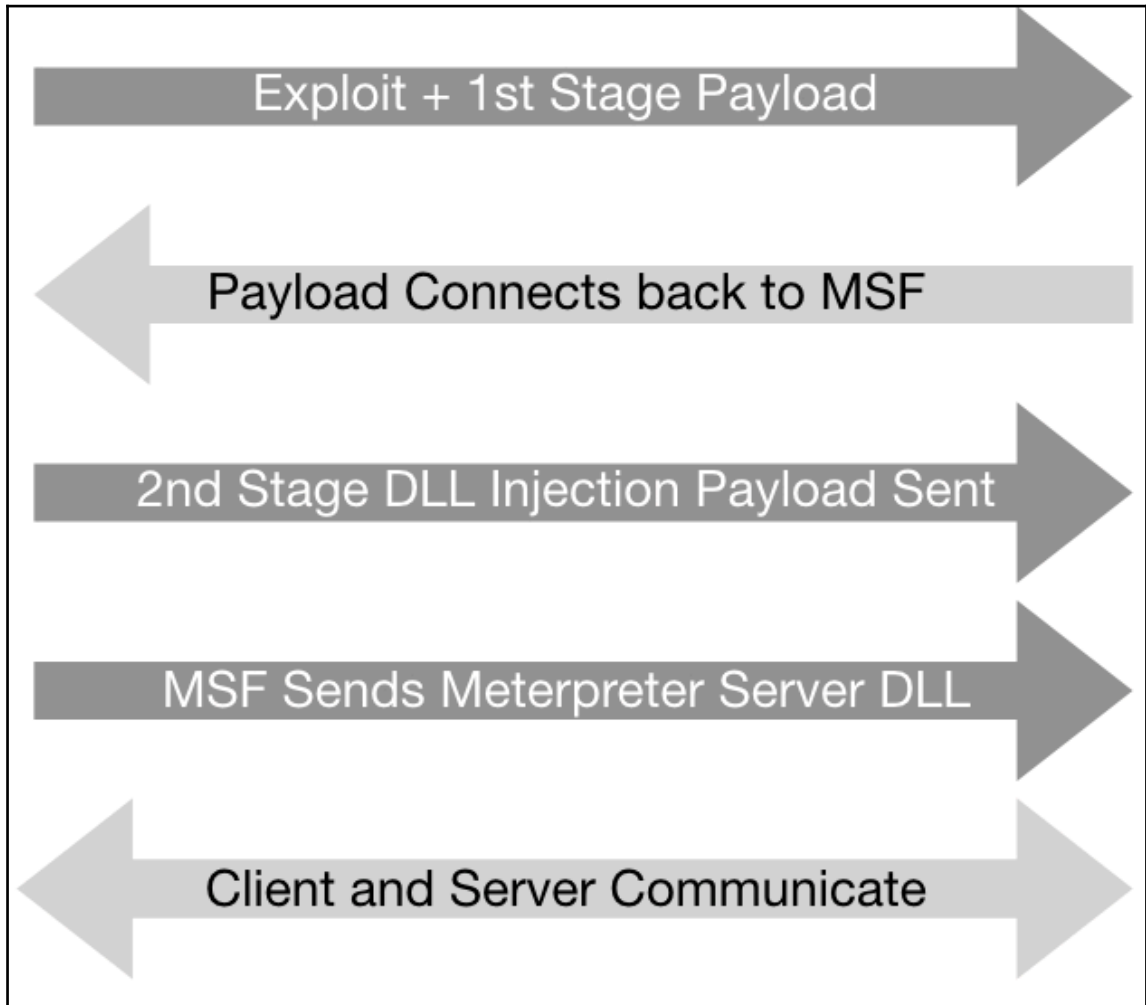 Exploit + 1st Stage Payload
Payload Connects back to MSF
2nd Stage DLL Injection Payload Sent
MSF Sends Meterpreter Server DLL
Client and Server Communicate